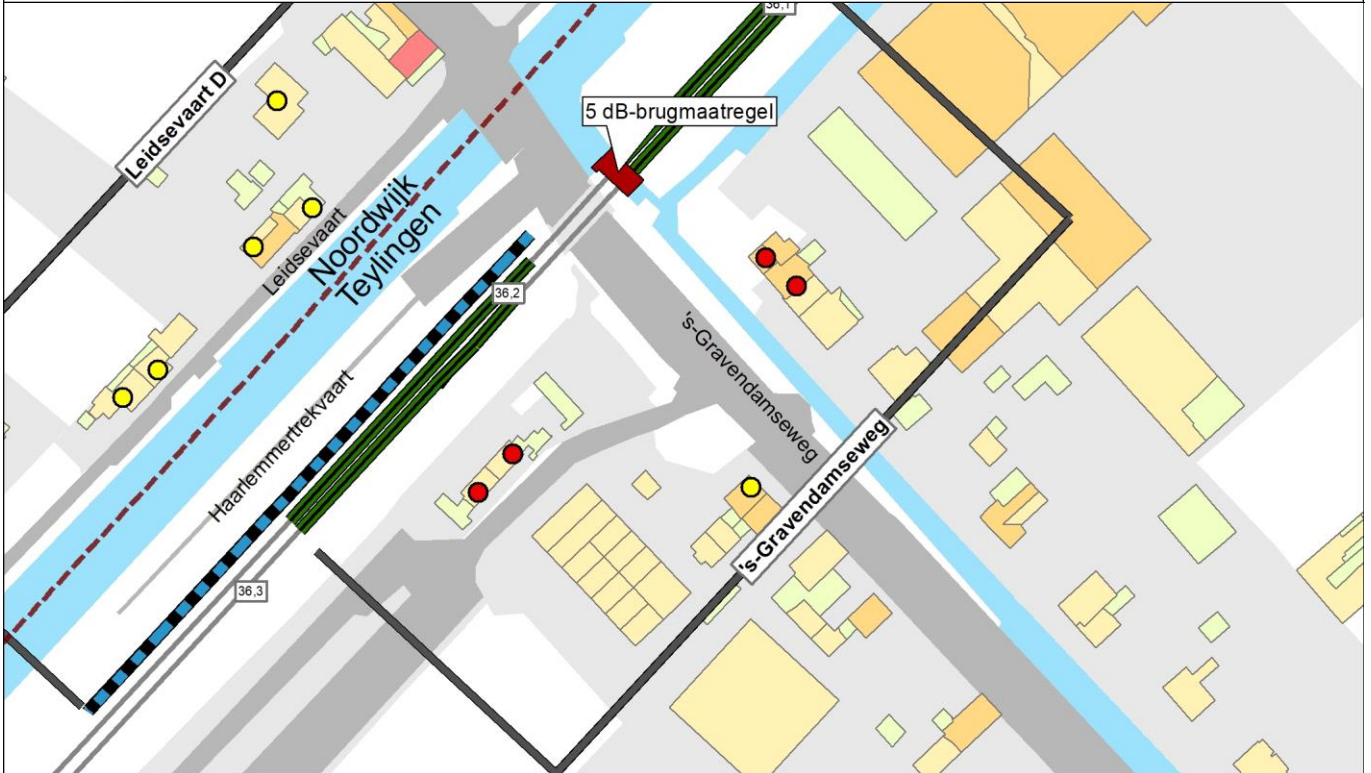 36,1
Leidsevaart D
5 dB-brugmaatregel
Leidsevaart
Noordwijk
Teylingen
36,2
's-Gravendamseweg
Haarlemmertrekvaart
's-Gravendamseweg
36,3